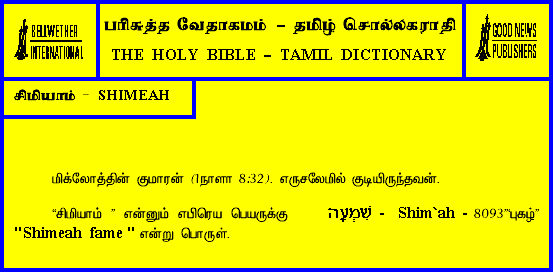 BELLWETHER
INTERNATIONAL
பரிசுத்த வேதாகமம் – தமிழ் சொல்லகராதி
THE HOLY BIBLE – TAMIL DICTIONARY
GOOD NEWS
PUBLISHERS
சிமியாம் - SHIMEAH
மிக்லோத்தின் குமாரன் (1நாளா 8:32). எருசலேமில் குடியிருந்தவன்.
“சிமியாம் ” என்னும் எபிரெய பெயருக்கு שִׁמְעָה - Shim`ah - 8093”புகழ்”
"Shimeah fame " என்று பொருள்.